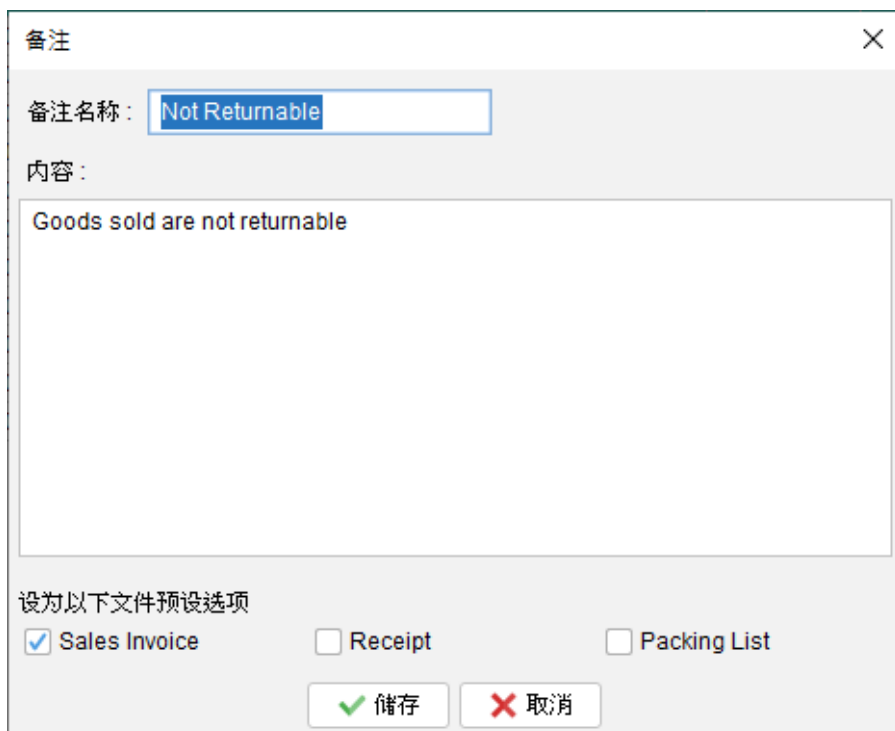 备注
备注名称 : Not Returnable
内容 :
Goods sold are not returnable
设为以下文件预设选项
Sales Invoice Receipt Packing List
储存 取消